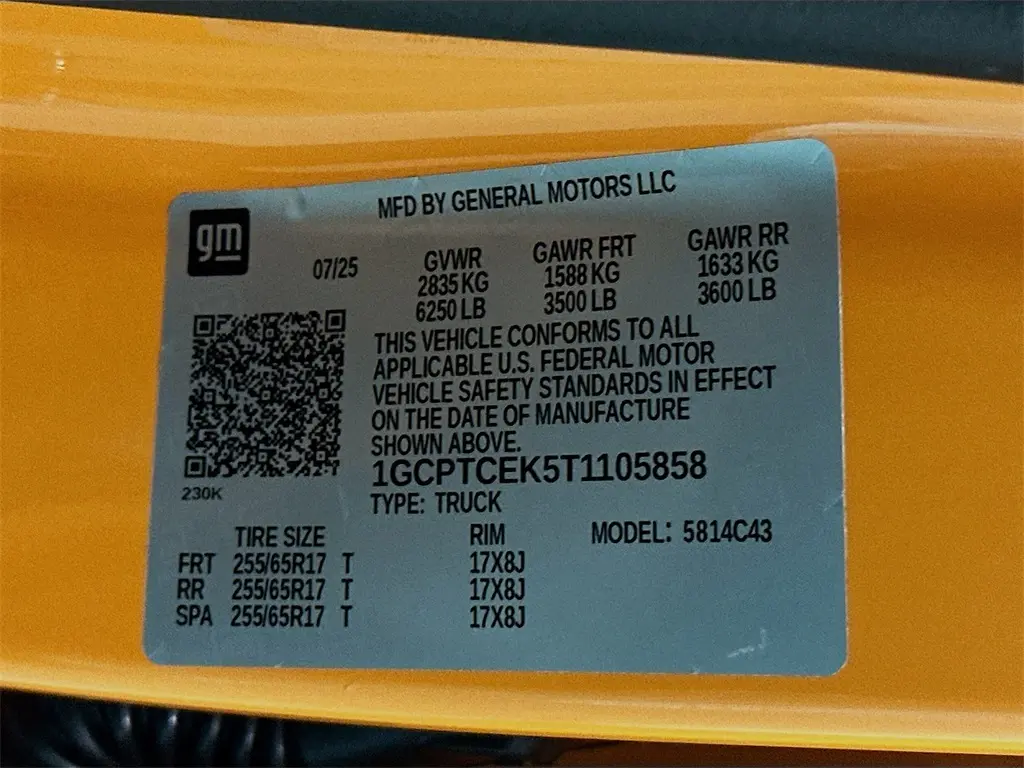 MFD BY GENERAL MOTORS LLC
gm
07/25
GVWR GAWR FRT GAWR RR
2835 KG 1588 KG 1633 KG
6250 LB 3500 LB 3600 LB
THIS VEHICLE CONFORMS TO ALL
APPLICABLE U.S. FEDERAL MOTOR
VEHICLE SAFETY STANDARDS IN EFFECT
ON THE DATE OF MANUFACTURE
SHOWN ABOVE.
1GCPTCEK5T1105858
230K
TYPE: TRUCK
TIRE SIZE RIM MODEL: 5814C43
FRT 255/65R17 T 17X8J
RR 255/65R17 T 17X8J
SPA 255/65R17 T 17X8J